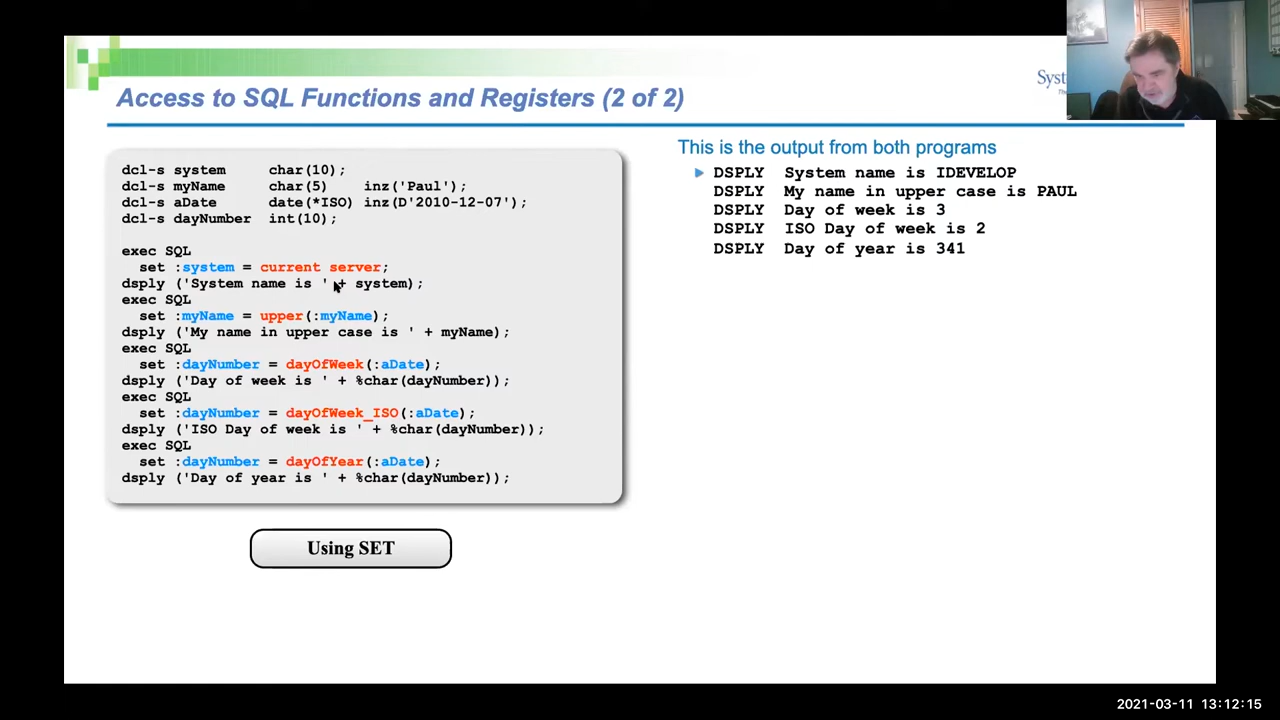 Access to SQL Functions and Registers (2 of 2)
Syst
dcl-s system     char(10);
dcl-s myName     char(5)    inz('Paul');
dcl-s aDate      date(*ISO) inz(D'2010-12-07');
dcl-s dayNumber  int(10);
exec SQL
  set :system = current server;
dsply ('System name is ' + system);
exec SQL
  set :myName = upper(:myName);
dsply ('My name in upper case is ' + myName);
exec SQL
  set :dayNumber = dayOfWeek(:aDate);
dsply ('Day of week is ' + %char(dayNumber));
exec SQL
  set :dayNumber = dayOfWeek_ISO(:aDate);
dsply ('ISO Day of week is ' + %char(dayNumber));
exec SQL
  set :dayNumber = dayOfYear(:aDate);
dsply ('Day of year is ' + %char(dayNumber));
Using SET
This is the output from both programs
DSPLY  System name is IDEVELOP
DSPLY  My name in upper case is PAUL
DSPLY  Day of week is 3
DSPLY  ISO Day of week is 2
DSPLY  Day of year is 341
2021-03-11 13:12:15